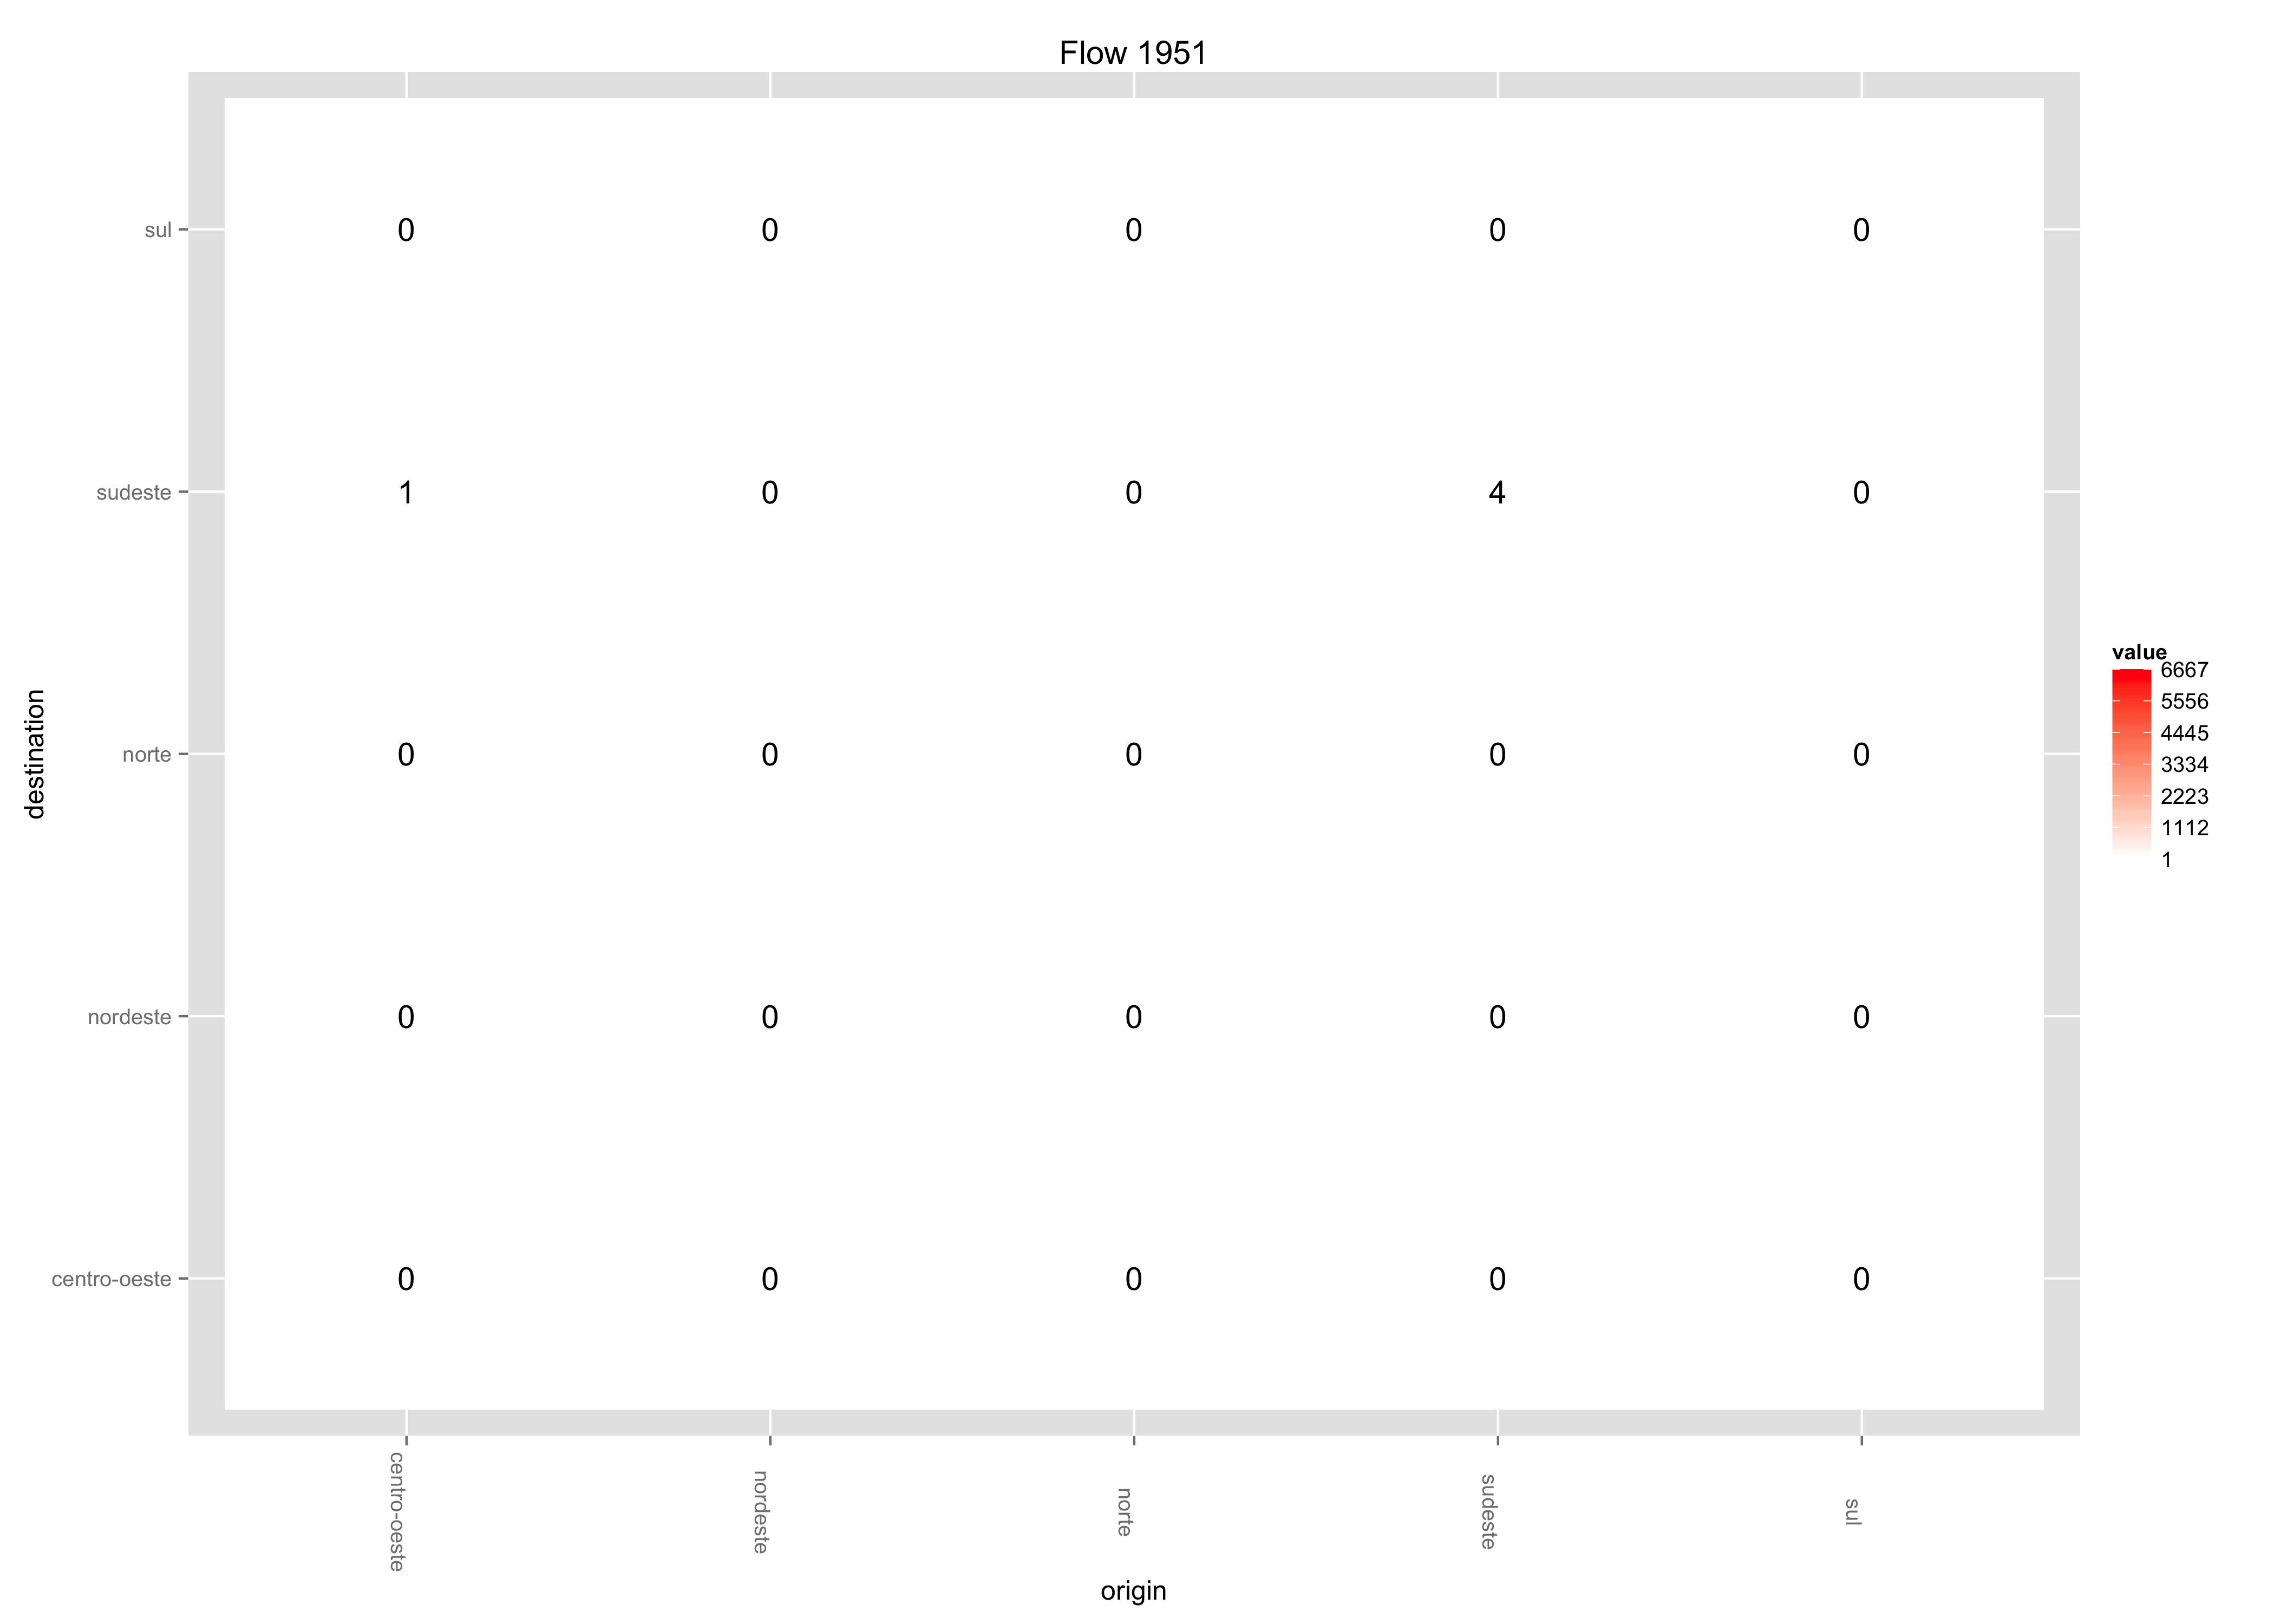 Flow 1951
destination
sul 0 0 0 0 0
sudeste 1 0 0 4 0
norte 0 0 0 0 0
nordeste 0 0 0 0 0
centro-oeste 0 0 0 0 0
centro-oeste nordeste norte sudeste sul
origin
value
6667
5556
4445
3334
2223
1112
1